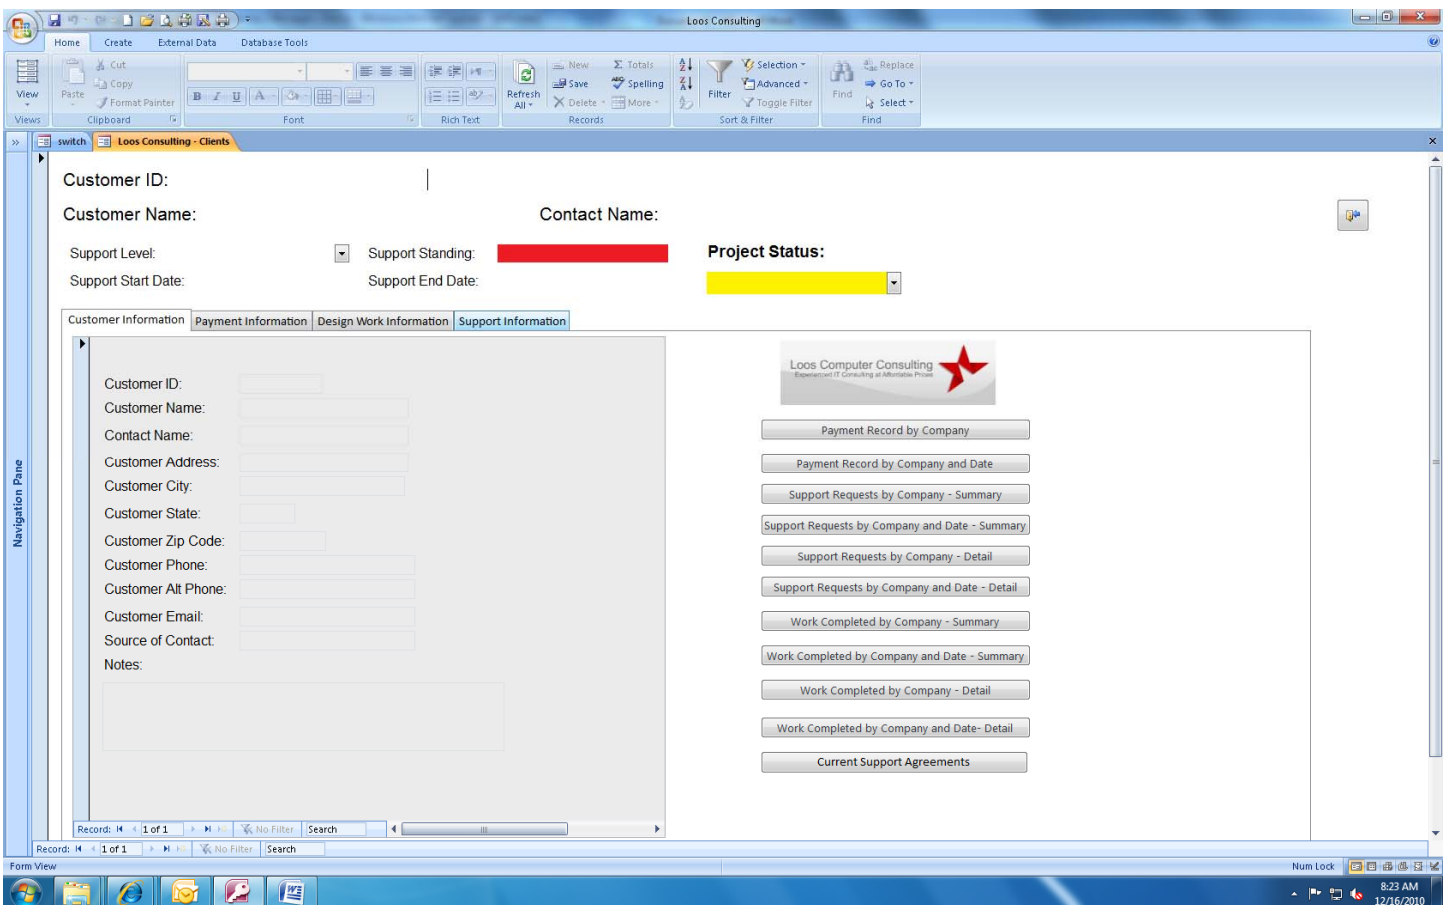 Loos Consulting
Home Create External Data Database Tools
View
Views
Paste
Cut
Copy
Format Painter
Clipboard
B I U A
Font
Rich Text
Refresh All
New
Save
Delete
Totals
Spelling
More
Records
Filter
Selection
Advanced
Toggle Filter
Sort & Filter
Find
Replace
Go To
Select
Find
switch Loos Consulting - Clients
Navigation Pane
Customer ID:
Customer Name: Contact Name:
Support Level: Support Standing: Project Status:
Support Start Date: Support End Date:
Customer Information Payment Information Design Work Information Support Information
Customer ID:
Customer Name:
Contact Name:
Customer Address:
Customer City:
Customer State:
Customer Zip Code:
Customer Phone:
Customer Alt Phone:
Customer Email:
Source of Contact:
Notes:
Loos Computer Consulting
Experienced IT Consulting at Affordable Prices
Payment Record by Company
Payment Record by Company and Date
Support Requests by Company - Summary
Support Requests by Company and Date - Summary
Support Requests by Company - Detail
Support Requests by Company and Date - Detail
Work Completed by Company - Summary
Work Completed by Company and Date - Summary
Work Completed by Company - Detail
Work Completed by Company and Date- Detail
Current Support Agreements
Record: 1 of 1 No Filter Search
Record: 1 of 1 No Filter Search
Form View Num Lock
8:23 AM
12/16/2010